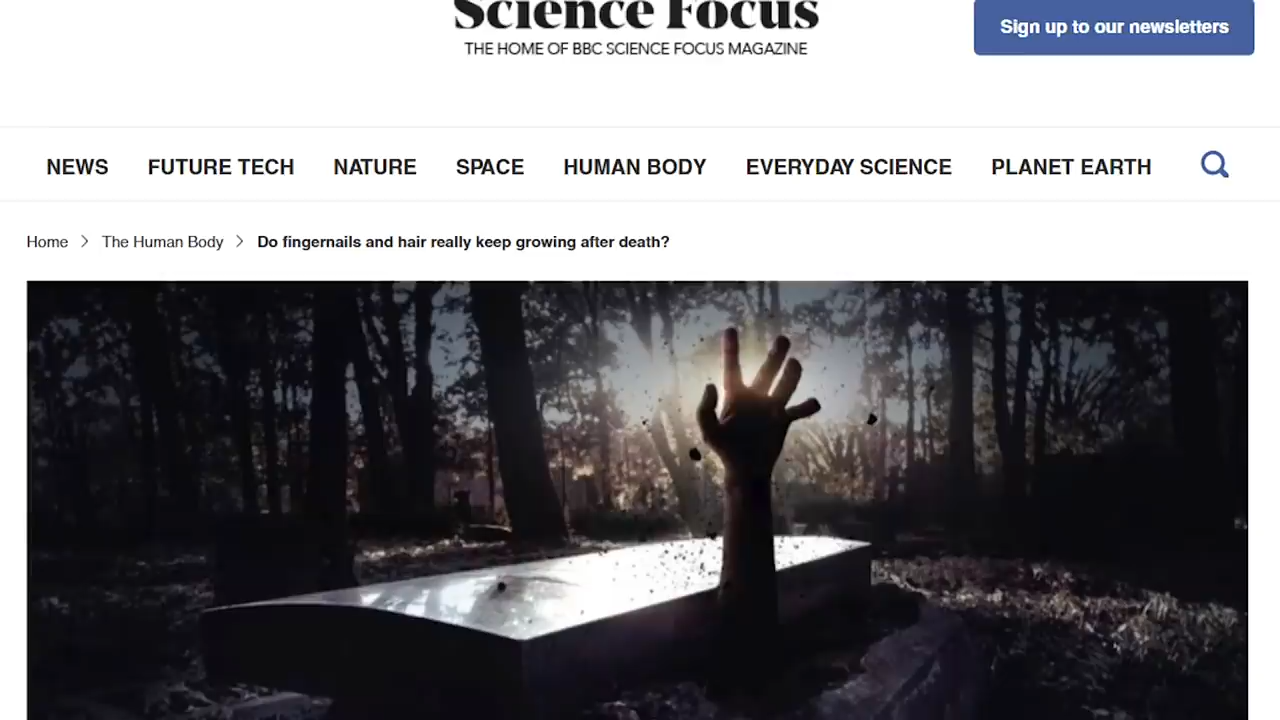 Science Focus
THE HOME OF BBC SCIENCE FOCUS MAGAZINE
Sign up to our newsletters
NEWS FUTURE TECH NATURE SPACE HUMAN BODY EVERYDAY SCIENCE PLANET EARTH
Home > The Human Body > Do fingernails and hair really keep growing after death?